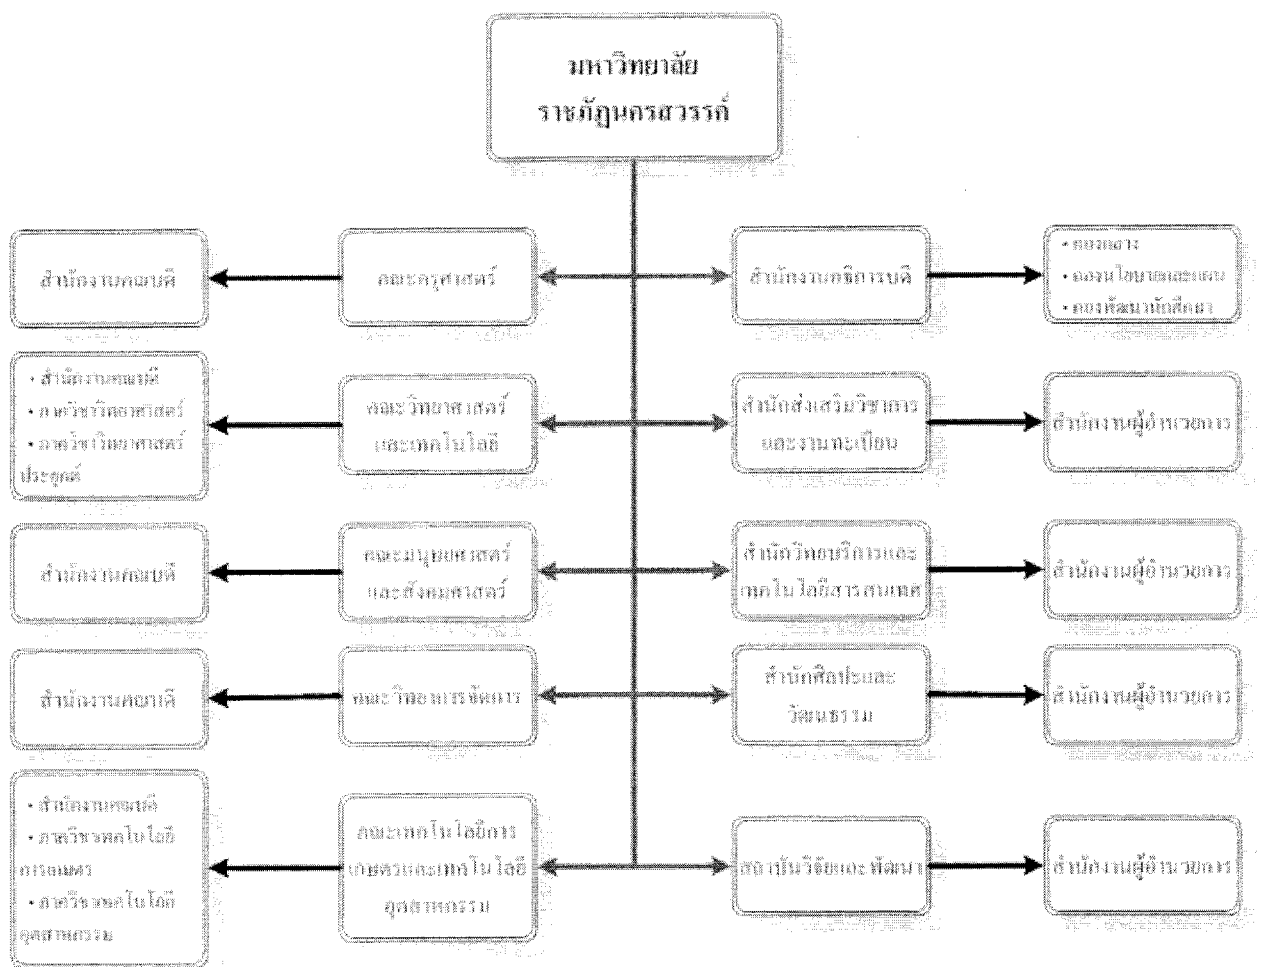 มหาวิทยาลัย
ราชภัฏนครสวรรค์
สำนักงานคณบดี
คณะครุศาสตร์
สำนักงานอธิการบดี
• กองกลาง
• กองนโยบายและแผน
• กองพัฒนานักศึกษา
• สำนักงานคณบดี
• ภาควิชาวิทยาศาสตร์
• ภาควิชาวิทยาศาสตร์
ประยุกต์
คณะวิทยาศาสตร์
และเทคโนโลยี
สำนักส่งเสริมวิชาการ
และงานทะเบียน
สำนักงานผู้อำนวยการ
สำนักงานคณบดี
คณะมนุษยศาสตร์
และสังคมศาสตร์
สำนักวิทยบริการและ
เทคโนโลยีสารสนเทศ
สำนักงานผู้อำนวยการ
สำนักงานคณบดี
คณะวิทยาการจัดการ
สำนักศิลปะและ
วัฒนธรรม
สำนักงานผู้อำนวยการ
• สำนักงานคณบดี
• ภาควิชาเทคโนโลยี
การเกษตร
• ภาควิชาเทคโนโลยี
อุตสาหกรรม
คณะเทคโนโลยีการ
เกษตรและเทคโนโลยี
อุตสาหกรรม
สถาบันวิจัยและพัฒนา
สำนักงานผู้อำนวยการ